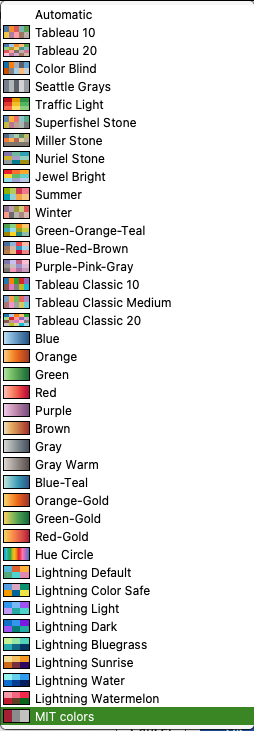 Automatic
Tableau 10
Tableau 20
Color Blind
Seattle Grays
Traffic Light
Superfishel Stone
Miller Stone
Nuriel Stone
Jewel Bright
Summer
Winter
Green-Orange-Teal
Blue-Red-Brown
Purple-Pink-Gray
Tableau Classic 10
Tableau Classic Medium
Tableau Classic 20
Blue
Orange
Green
Red
Purple
Brown
Gray
Gray Warm
Blue-Teal
Orange-Gold
Green-Gold
Red-Gold
Hue Circle
Lightning Default
Lightning Color Safe
Lightning Light
Lightning Dark
Lightning Bluegrass
Lightning Sunrise
Lightning Water
Lightning Watermelon
MIT colors